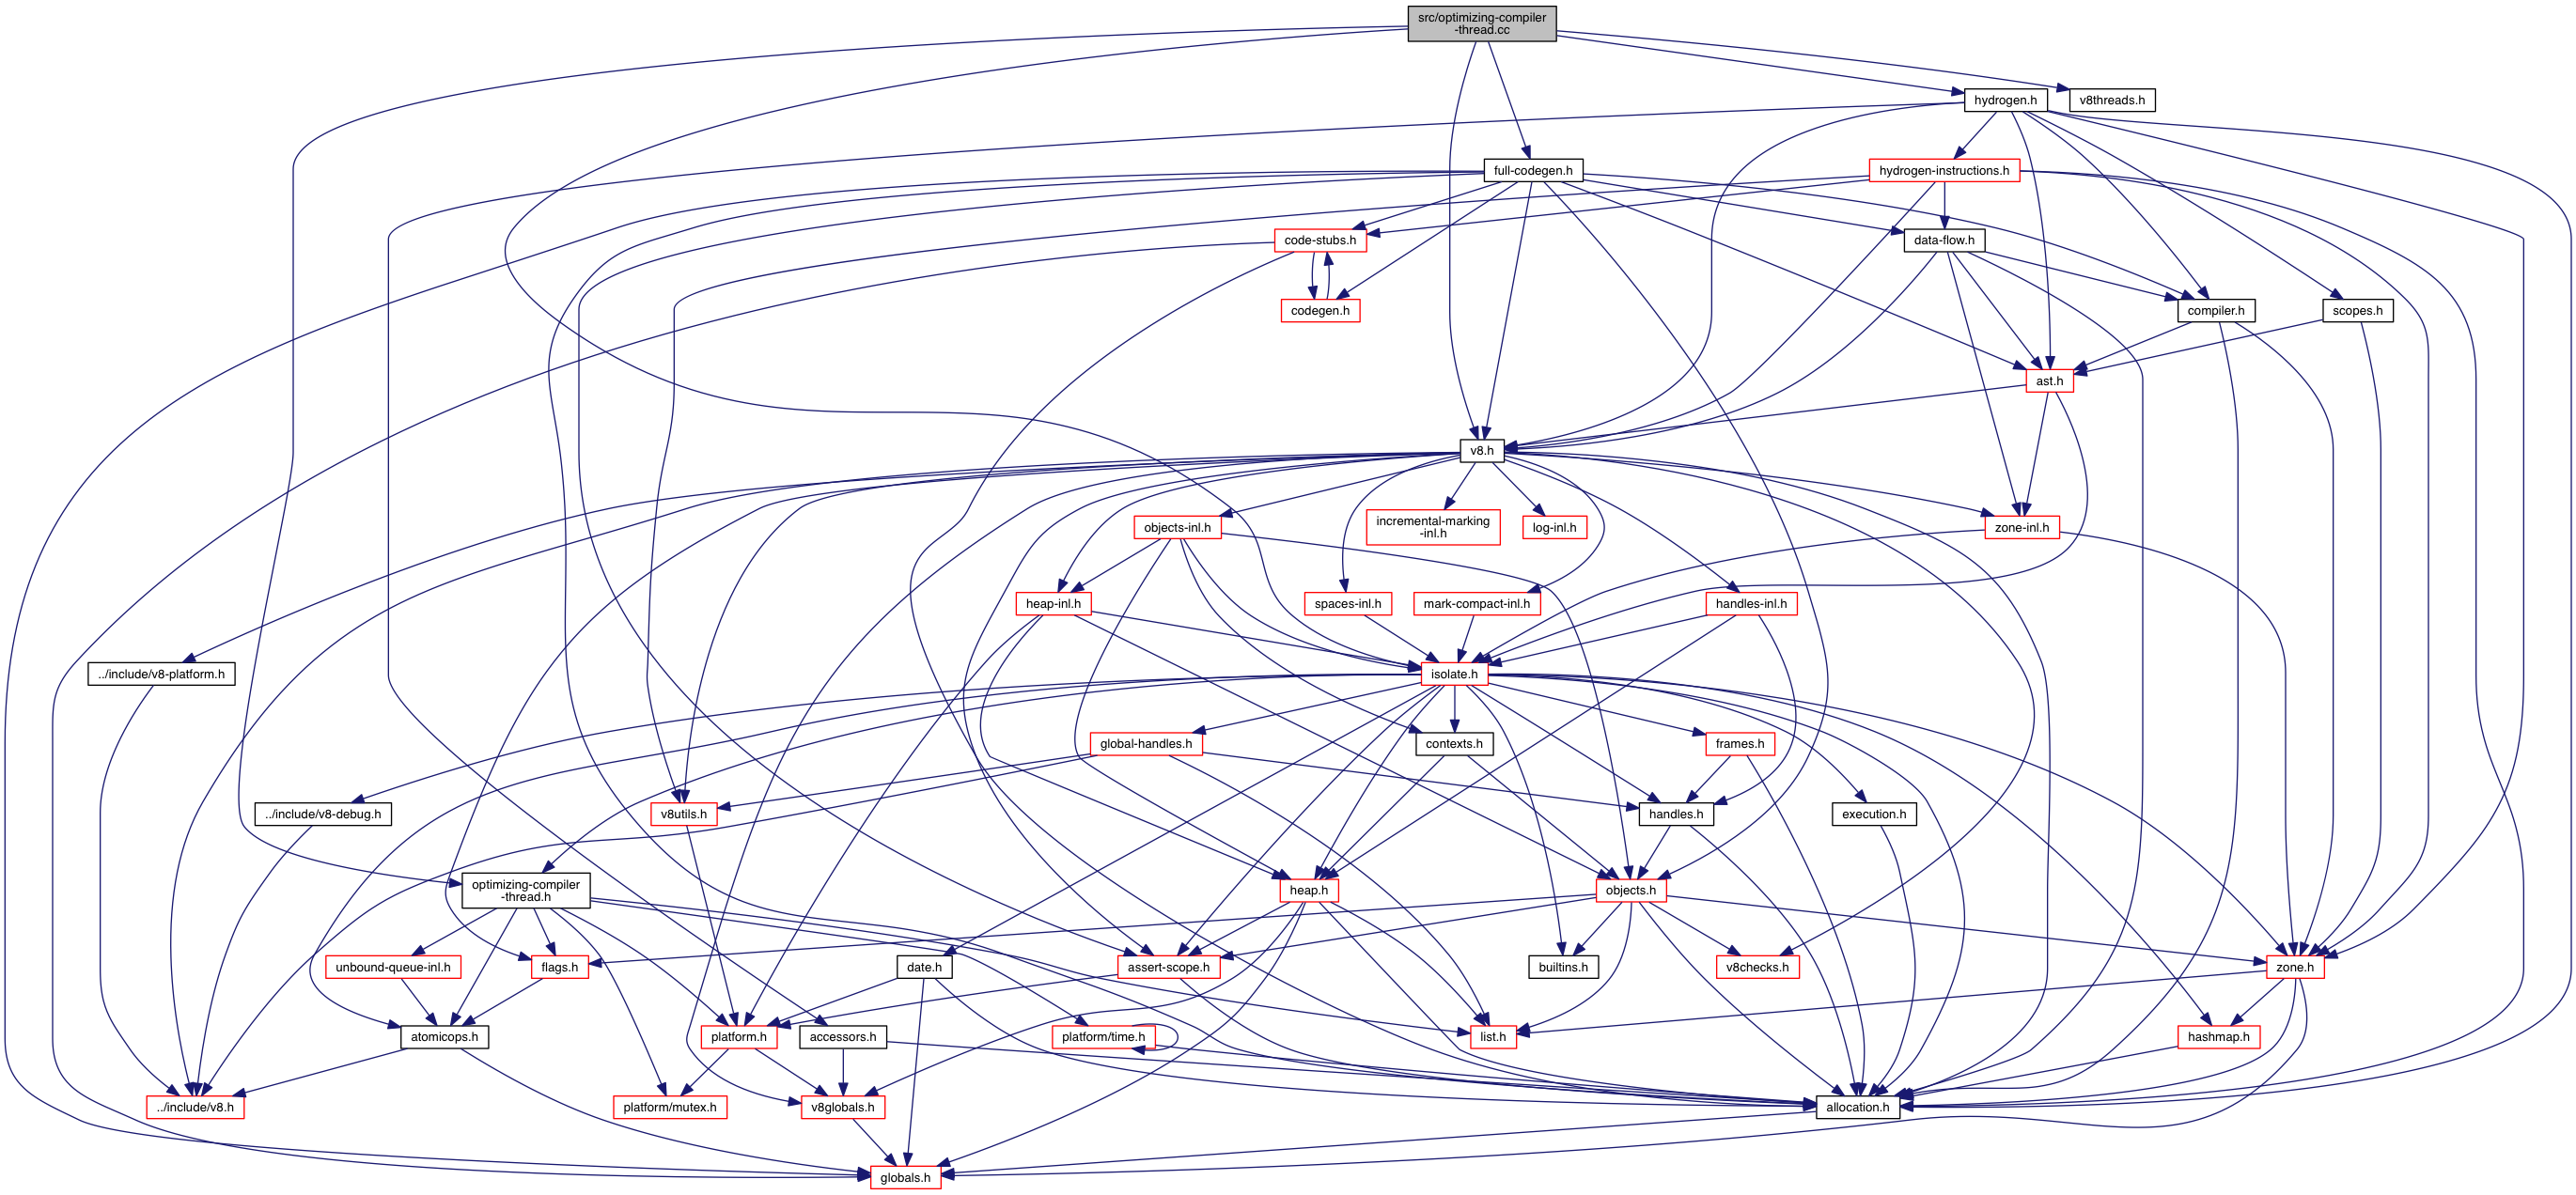 src/optimizing-compiler
-thread.cc
hydrogen.h
v8threads.h
full-codegen.h
hydrogen-instructions.h
code-stubs.h
data-flow.h
codegen.h
compiler.h
scopes.h
ast.h
v8.h
objects-inl.h
incremental-marking
-inl.h
log-inl.h
zone-inl.h
heap-inl.h
spaces-inl.h
mark-compact-inl.h
handles-inl.h
../include/v8-platform.h
isolate.h
global-handles.h
contexts.h
frames.h
../include/v8-debug.h
v8utils.h
handles.h
execution.h
optimizing-compiler
-thread.h
heap.h
objects.h
unbound-queue-inl.h
flags.h
date.h
assert-scope.h
builtins.h
v8checks.h
zone.h
atomicops.h
platform.h
accessors.h
platform/time.h
list.h
hashmap.h
../include/v8.h
platform/mutex.h
v8globals.h
allocation.h
globals.h